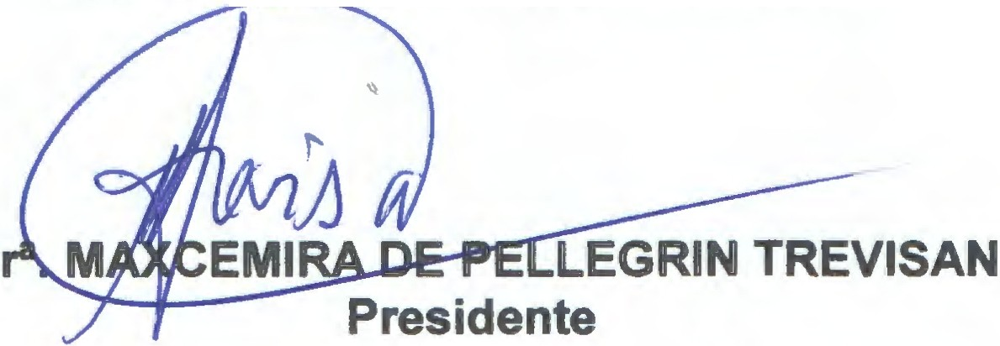 rª. MAXCEMIRA DE PELLEGRIN TREVISAN
Presidente